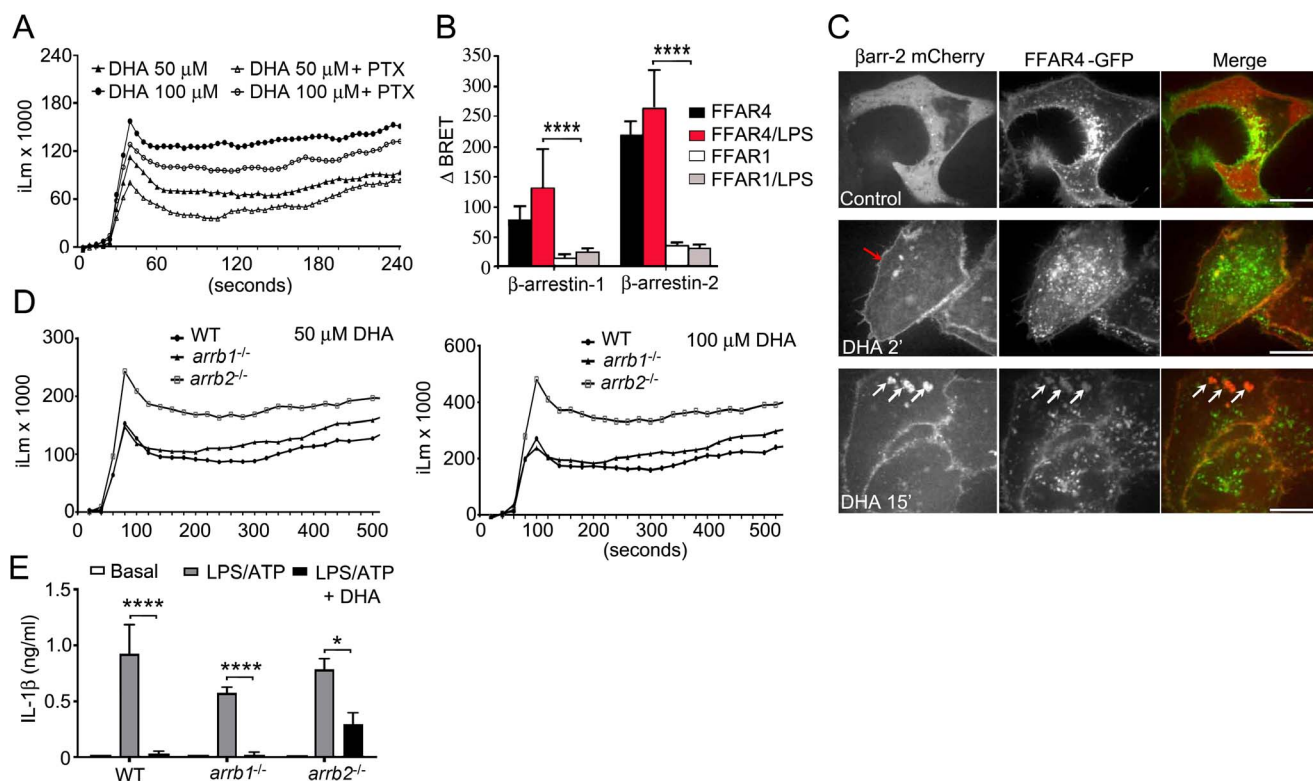 A
iLm x 1000
240
180
120
60
0
DHA 50 μM
DHA 50 μM+ PTX
DHA 100 μM
DHA 100 μM+ PTX
60 120 180 240
(seconds)
B
Δ BRET
400
350
300
250
200
150
100
50
0
****
****
FFAR4
FFAR4/LPS
FFAR1
FFAR1/LPS
β-arrestin-1
β-arrestin-2
C
βarr-2 mCherry
FFAR4-GFP
Merge
Control
DHA 2'
DHA 15'
D
iLm x 1000
300
200
100
0
WT
arrb1-/-
arrb2-/-
50 μM DHA
100 200 300 400 500
iLm x 1000
600
400
200
0
WT
arrb1-/-
arrb2-/-
100 μM DHA
100 200 300 400 500
(seconds)
E
Basal
LPS/ATP
LPS/ATP
+ DHA
IL-1β (ng/ml)
1.5
1.0
0.5
0
****
****
*
WT
arrb1-/-
arrb2-/-